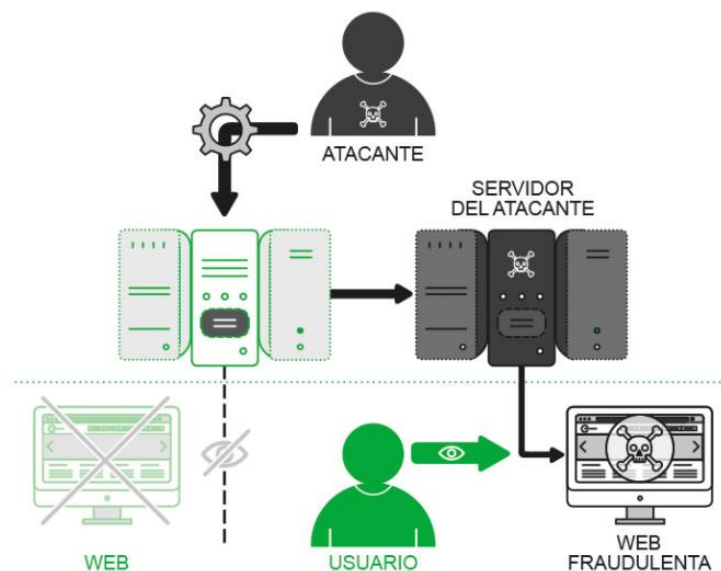 ATACANTE
SERVIDOR
DEL ATACANTE
WEB
USUARIO
WEB
FRAUDULENTA